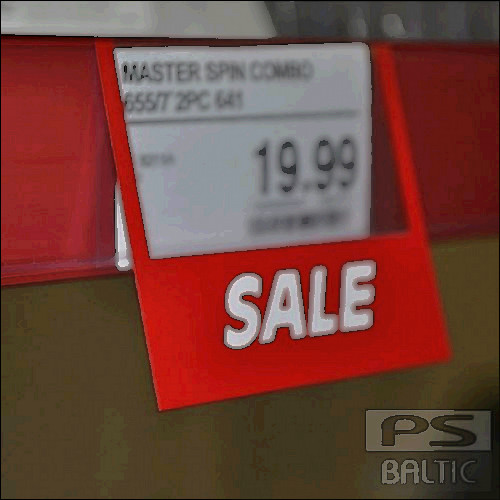 MASTER SPIN COMBO
655/7 2PC 641
19.99
SALE
PS
BALTIC